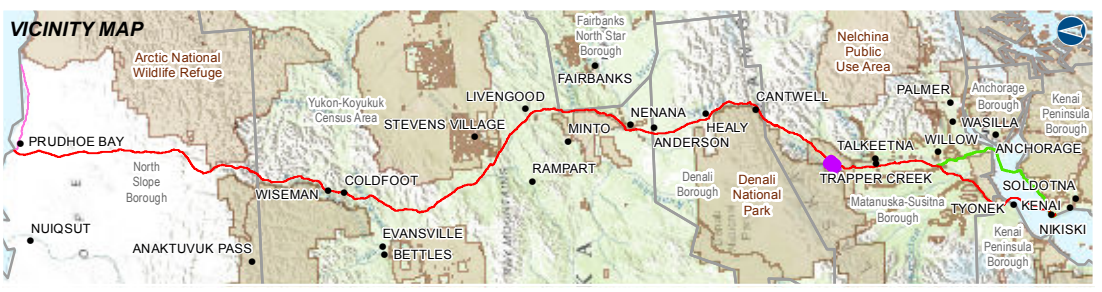 VICINITY MAP
Arctic National
Wildlife Refuge
Fairbanks
North Star
Borough
FAIRBANKS
Nelchina
Public
Use Area
PALMER
Anchorage
Borough
Kenai
Peninsula
Borough
Yukon-Koyukuk
Census Area
LIVENGOOD
CANTWELL
NENANA
WASILLA
STEVENS VILLAGE
MINTO
HEALY
TALKEETNA
WILLOW
PRUDHOE BAY
ANDERSON
ANCHORAGE
North
Slope
Borough
RAMPART
Denali
Borough
Denali
National
Park
TRAPPER CREEK
SOLDOTNA
WISEMAN
COLDFOOT
Matanuska-Susitna
Borough
TYONEK
KENAI
NUIQSUT
EVANSVILLE
Kenai
Peninsula
Borough
NIKISKI
ANAKTUVUK PASS
BETTLES